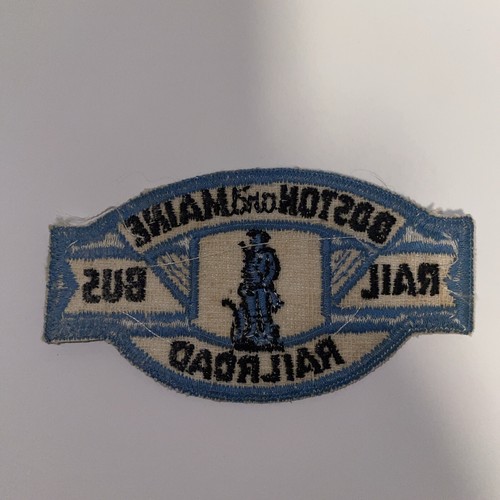 BOSTON and MAINE
RAIL BUS
RAILROAD